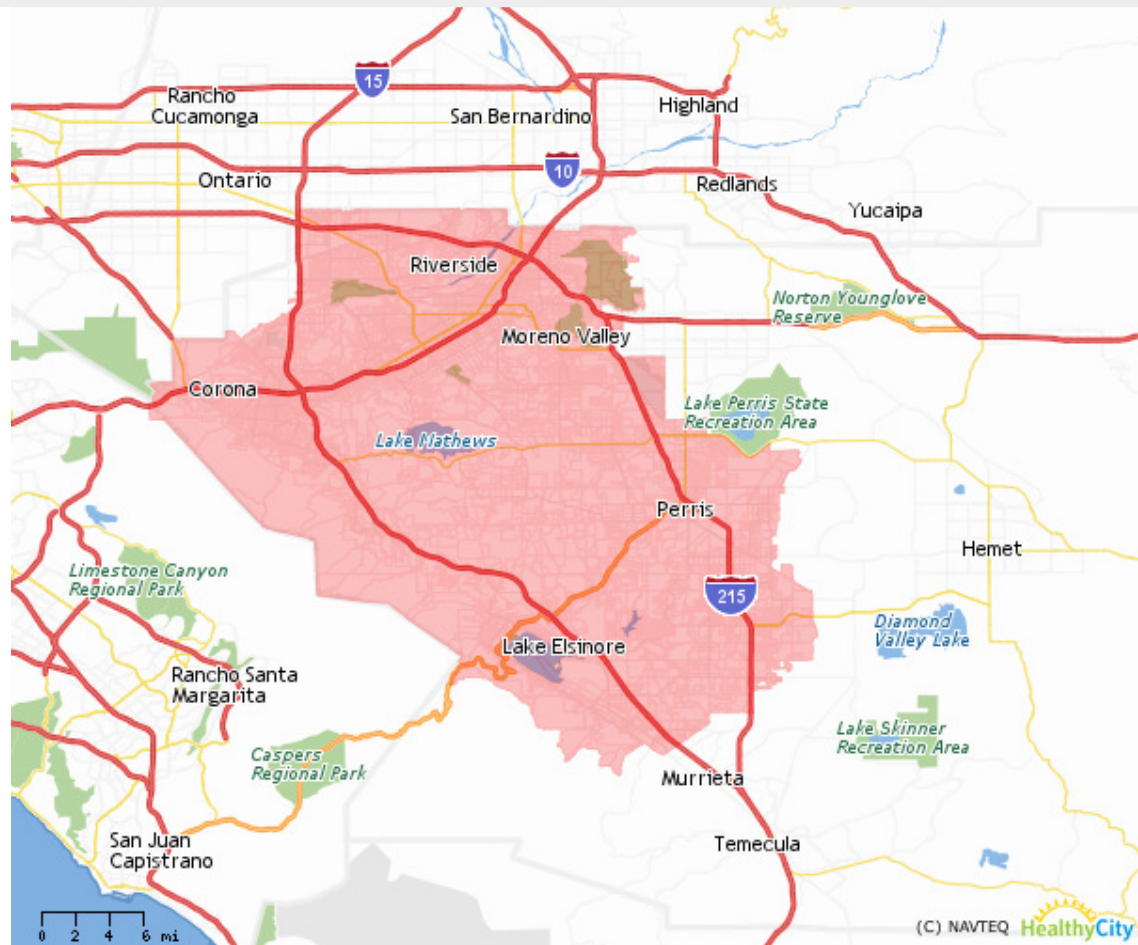 15
Rancho
Cucamonga
San Bernardino
Highland
10
Ontario
Redlands
Yucaipa
Riverside
Norton Younglove
Reserve
Moreno Valley
Corona
Lake Perris State
Recreation Area
Lake Mathews
Perris
Hemet
Limestone Canyon
Regional Park
215
Diamond
Valley Lake
Lake Elsinore
Rancho Santa
Margarita
Lake Skinner
Recreation Area
Caspers
Regional Park
Murrieta
San Juan
Capistrano
Temecula
0 2 4 6 mi
(C) NAVTEQ HealthyCity